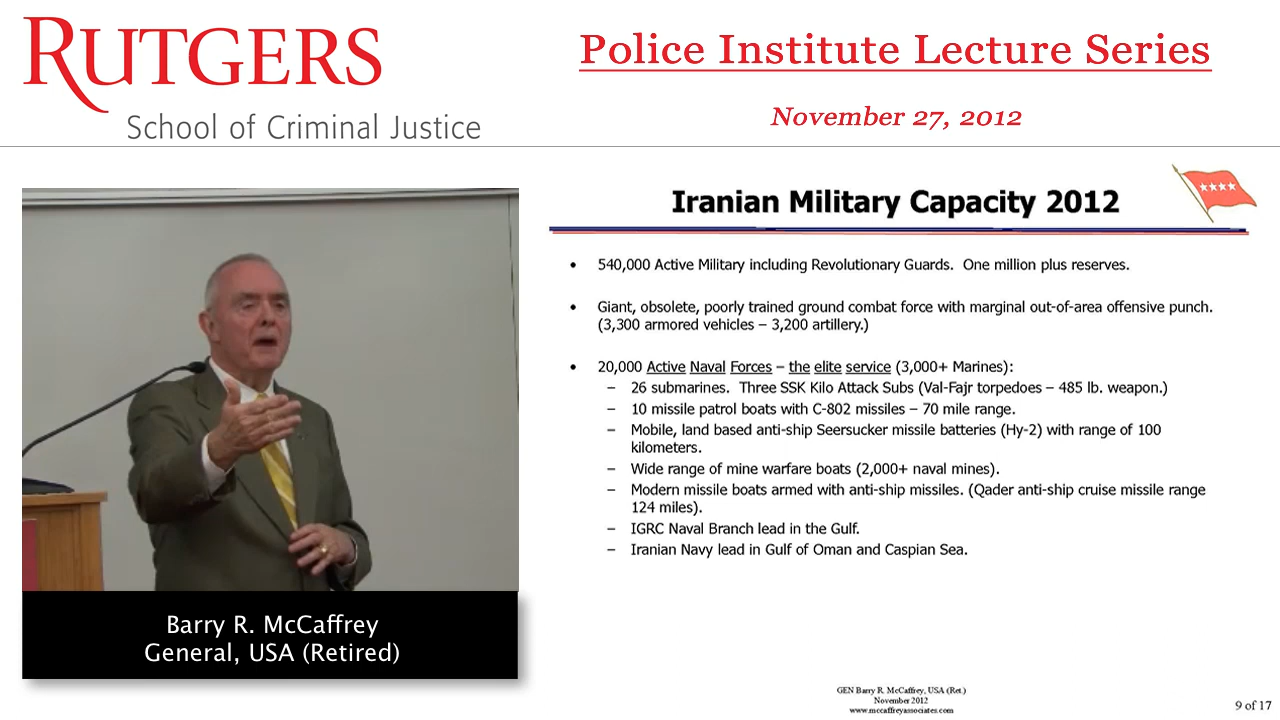 RUTGERS
School of Criminal Justice
Police Institute Lecture Series
November 27, 2012
Barry R. McCaffrey
General, USA (Retired)
Iranian Military Capacity 2012
• 540,000 Active Military including Revolutionary Guards. One million plus reserves.
• Giant, obsolete, poorly trained ground combat force with marginal out-of-area offensive punch.
(3,300 armored vehicles – 3,200 artillery.)
• 20,000 Active Naval Forces – the elite service (3,000+ Marines):
– 26 submarines. Three SSK Kilo Attack Subs (Val-Fajr torpedoes – 485 lb. weapon.)
– 10 missile patrol boats with C-802 missiles – 70 mile range.
– Mobile, land based anti-ship Seersucker missile batteries (Hy-2) with range of 100
kilometers.
– Wide range of mine warfare boats (2,000+ naval mines).
– Modern missile boats armed with anti-ship missiles. (Qader anti-ship cruise missile range
124 miles).
– IGRC Naval Branch lead in the Gulf.
– Iranian Navy lead in Gulf of Oman and Caspian Sea.
GEN Barry R. McCaffrey, USA (Ret.)
November 2012
www.mccaffreyassociates.com
9 of 17